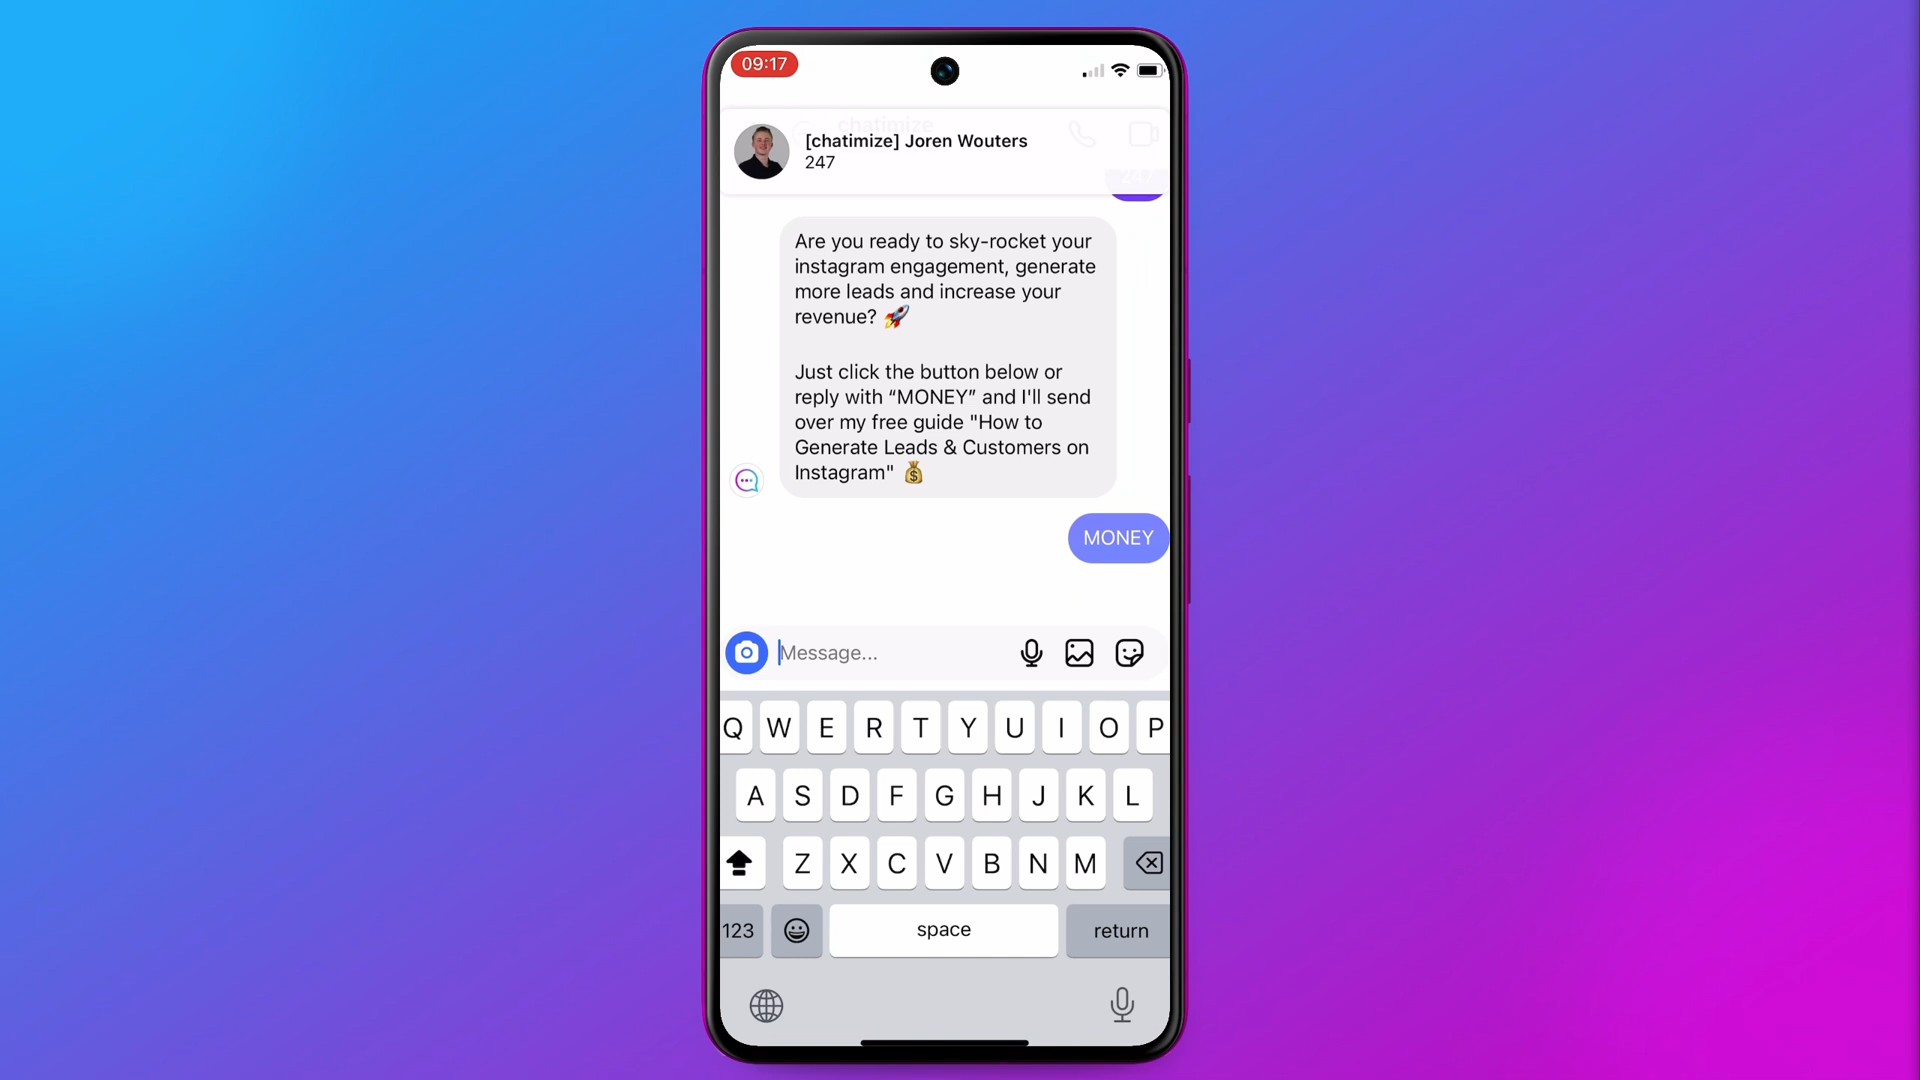 09:17
chatimize
[chatimize] Joren Wouters
247
Are you ready to sky-rocket your
instagram engagement, generate
more leads and increase your
revenue? 🚀
Just click the button below or
reply with “MONEY” and I'll send
over my free guide "How to
Generate Leads & Customers on
Instagram" 💰
MONEY
Message...
Q W E R T Y U I O P
A S D F G H J K L
Z X C V B N M
123 space return